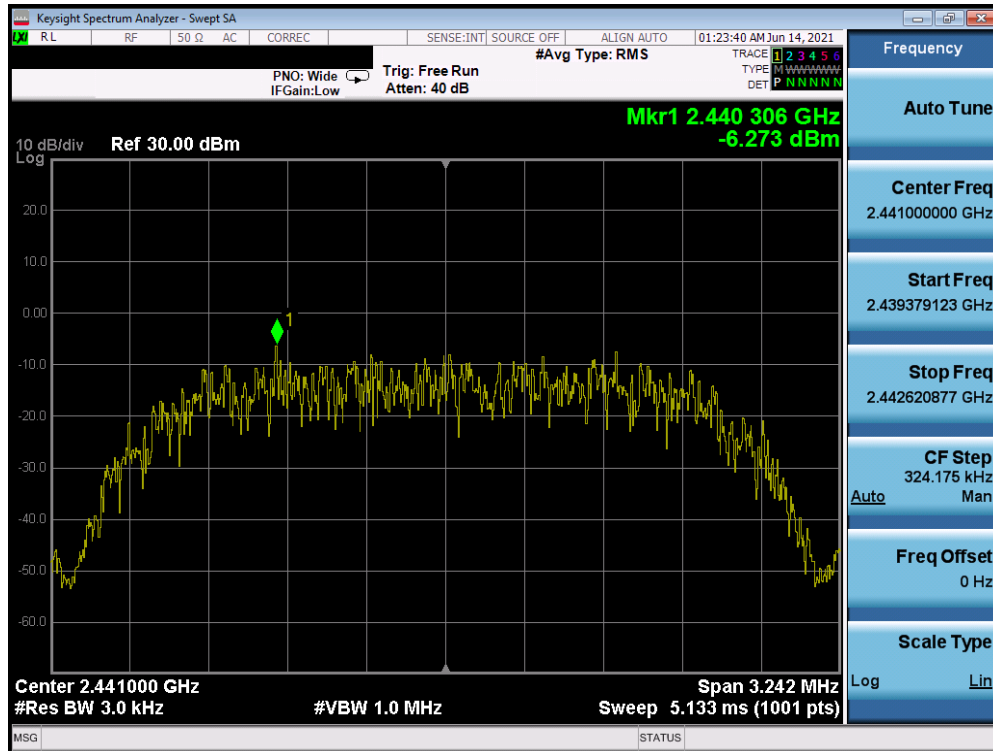 Keysight Spectrum Analyzer - Swept SA
LXI RL RF 50 Ω AC CORREC SENSE:INT SOURCE OFF ALIGN AUTO 01:23:40 AM Jun 14, 2021
#Avg Type: RMS
TRACE 1 2 3 4 5 6
PNO: Wide Trig: Free Run
TYPE M W W W W W
IFGain:Low Atten: 40 dB
DET P N N N N N
Mkr1 2.440 306 GHz
-6.273 dBm
10 dB/div Ref 30.00 dBm
Log
20.0
10.0
0.00
1
-10.0
-20.0
-30.0
-40.0
-50.0
-60.0
Center 2.441000 GHz Span 3.242 MHz
#Res BW 3.0 kHz #VBW 1.0 MHz Sweep 5.133 ms (1001 pts)
MSG STATUS
Frequency
Auto Tune
Center Freq
2.441000000 GHz
Start Freq
2.439379123 GHz
Stop Freq
2.442620877 GHz
CF Step
324.175 kHz
Auto Man
Freq Offset
0 Hz
Scale Type
Log Lin